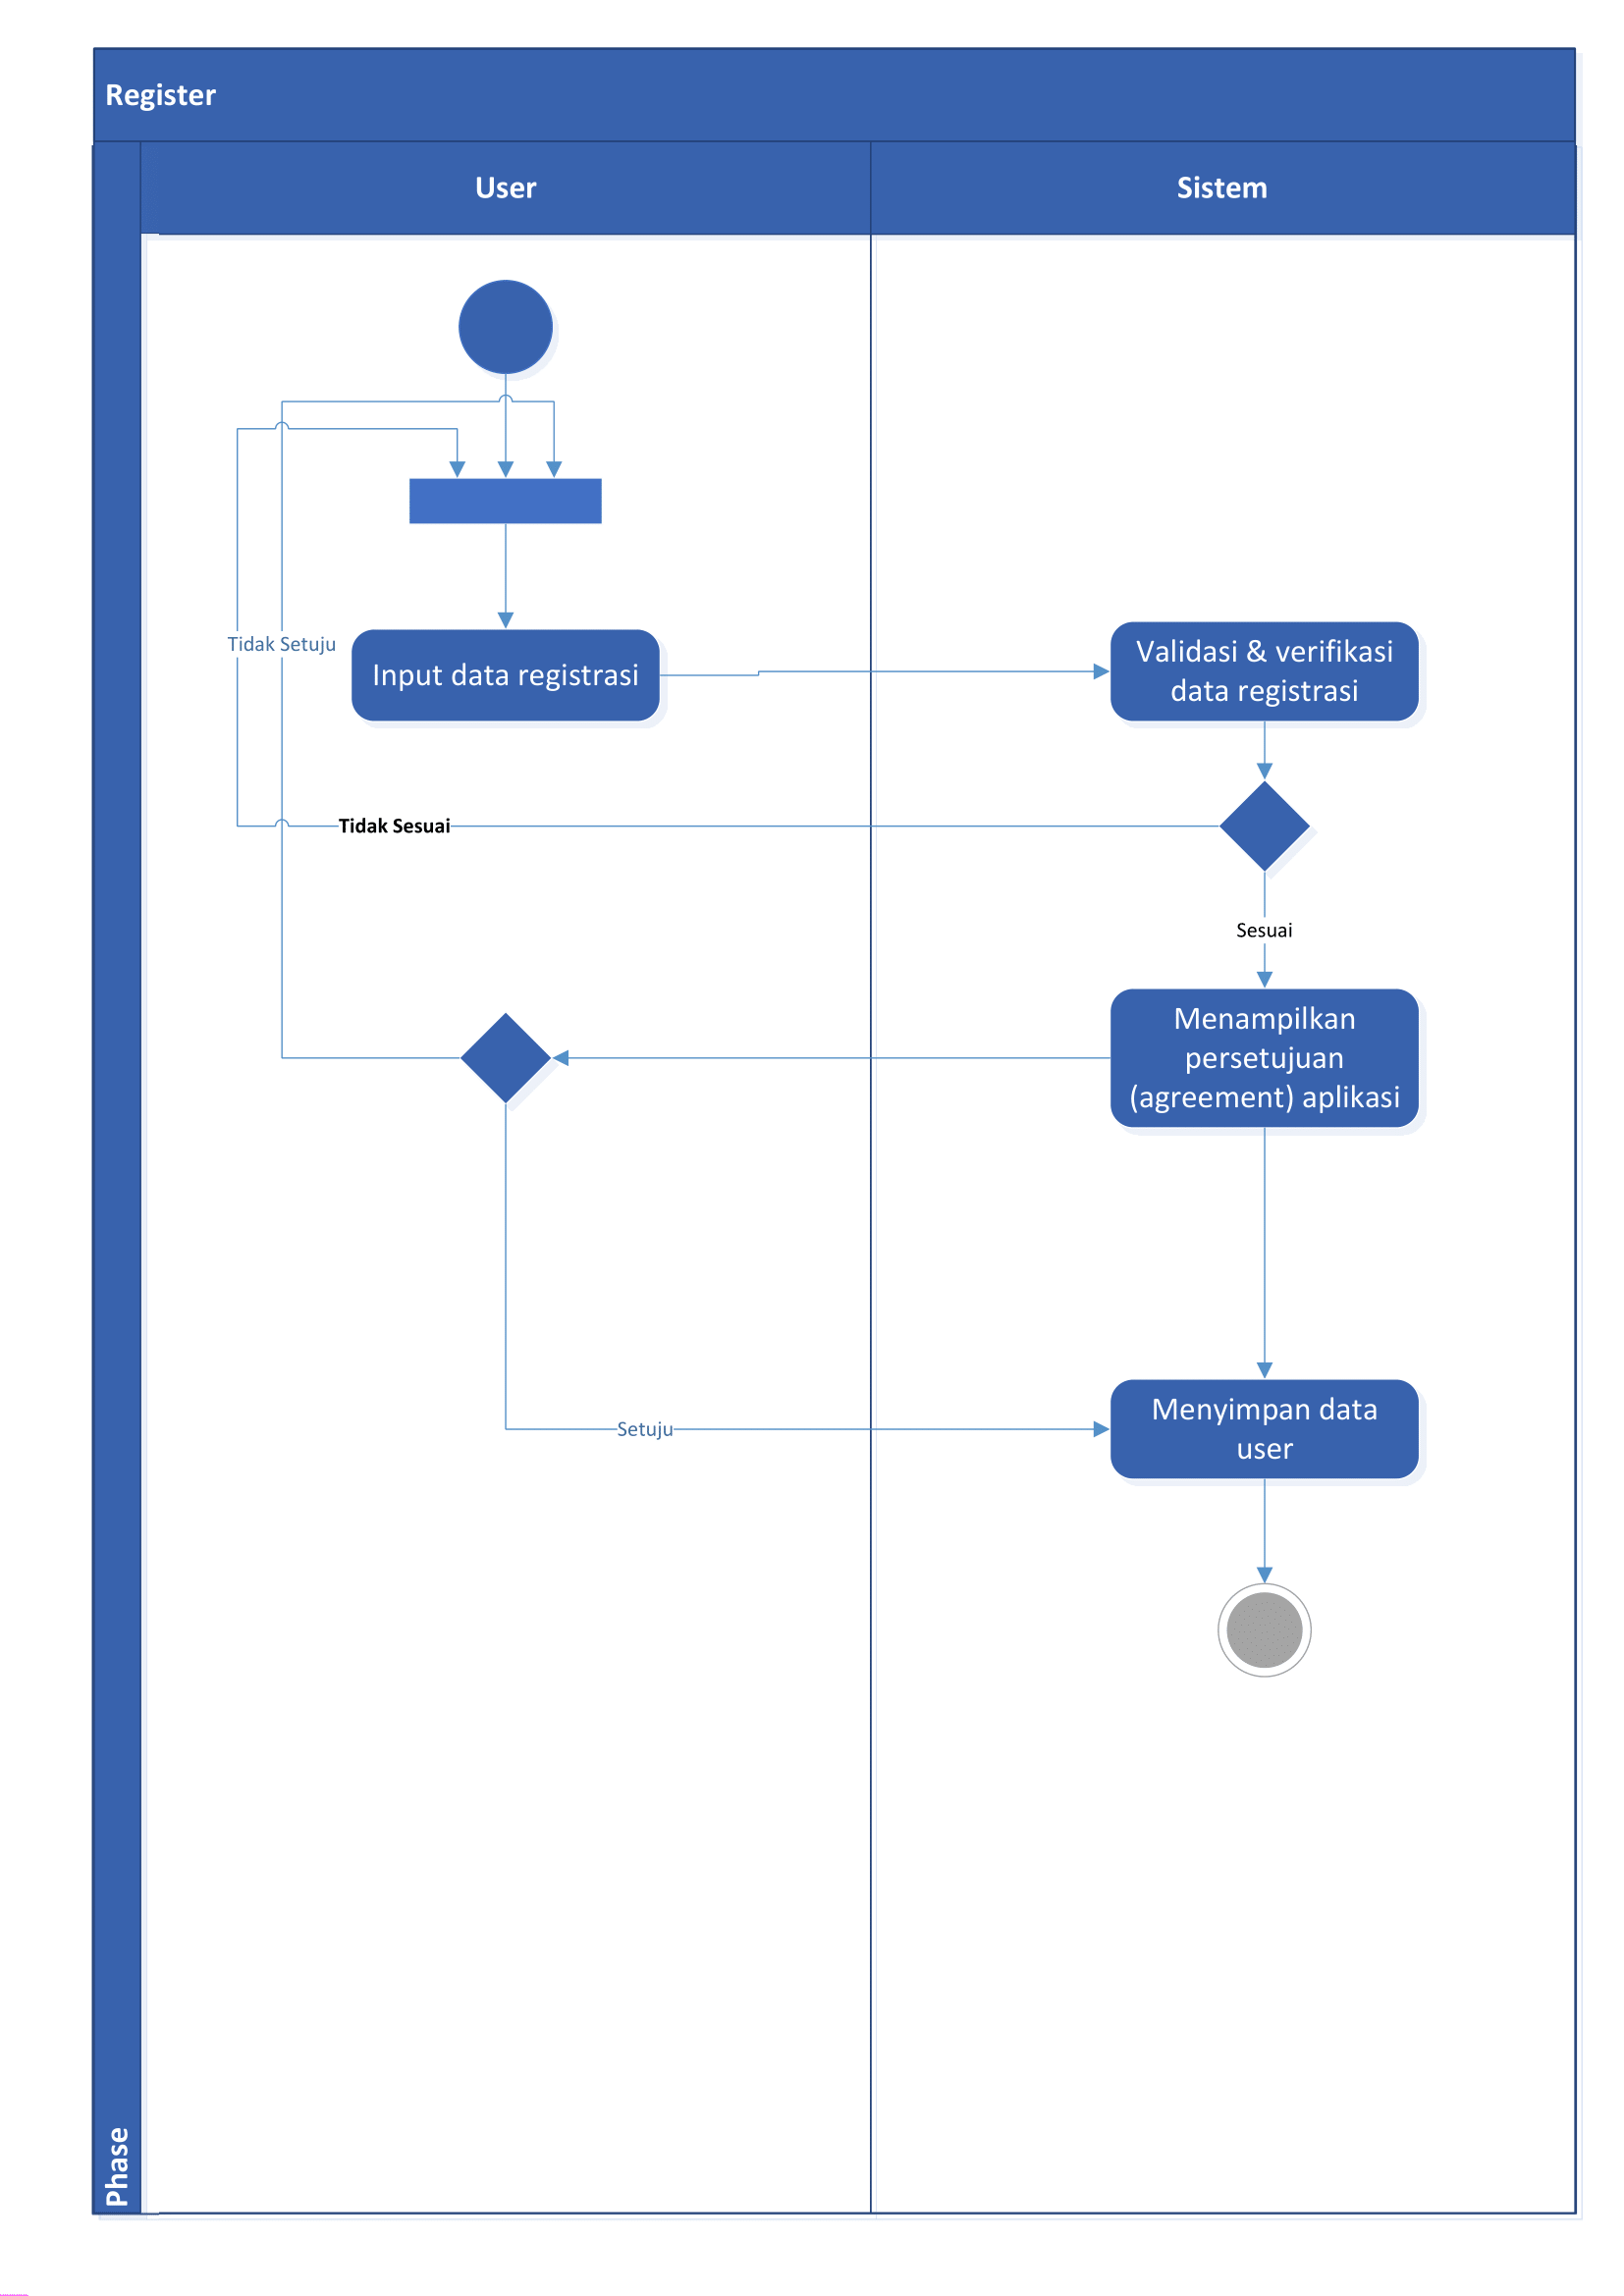 Register
User
Sistem
Tidak Setuju
Input data registrasi
Validasi & verifikasi
data registrasi
Tidak Sesuai
Sesuai
Menampilkan
persetujuan
(agreement) aplikasi
Setuju
Menyimpan data
user
Phase